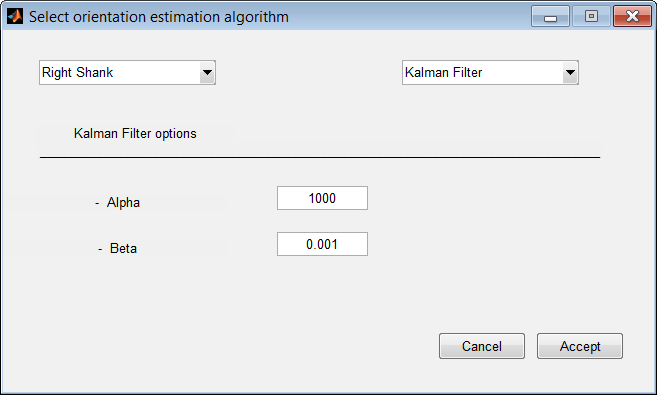 Select orientation estimation algorithm
Right Shank
Kalman Filter
Kalman Filter options
- Alpha
1000
- Beta
0.001
Cancel
Accept